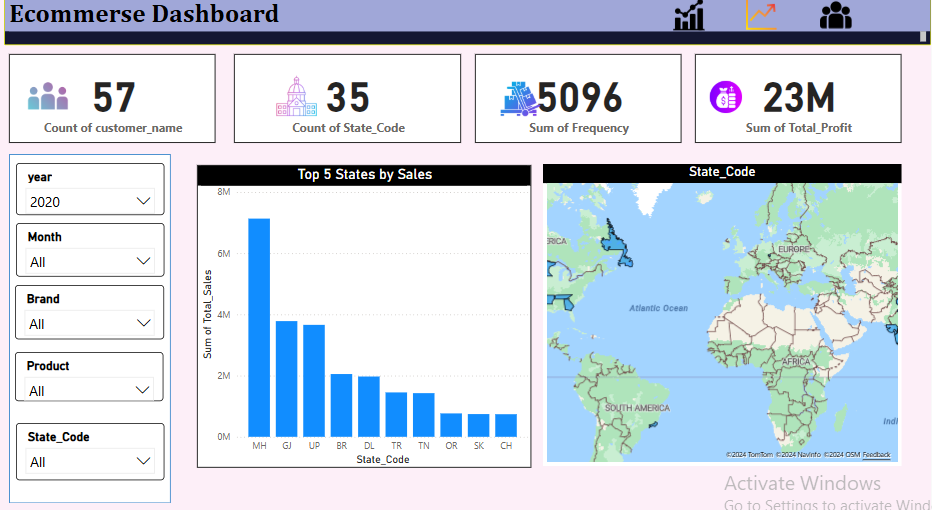 Ecommerse Dashboard
57
Count of customer_name
35
Count of State_Code
5096
Sum of Frequency
23M
Sum of Total_Profit
year
2020
Month
All
Brand
All
Product
All
State_Code
All
Top 5 States by Sales
8M
6M
4M
2M
0M
Sum of Total_Sales
MH GJ UP BR DL TR TN OR SK CH
State_Code
State_Code
ERICA
EUROPE
Atlantic Ocean
AFRICA
SOUTH AMERICA
Indi
©2024 TomTom ©2024 NavInfo ©2024 OSM Feedback
Activate Windows
Go to Settings to activate Wind